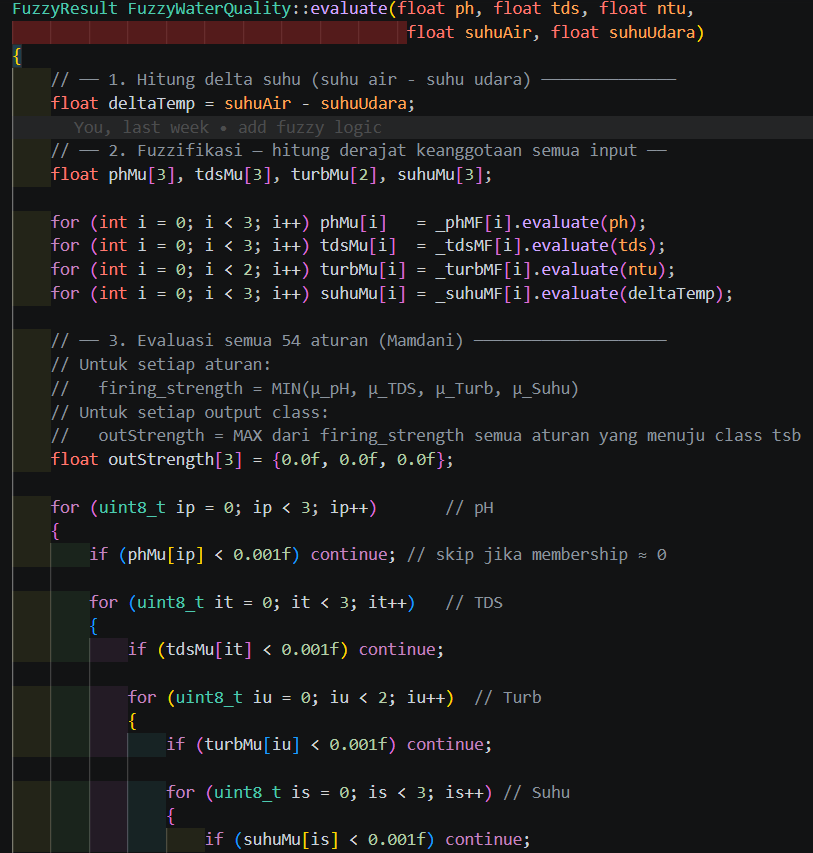 FuzzyResult FuzzyWaterQuality::evaluate(float ph, float tds, float ntu,
float suhuAir, float suhuUdara)
{
// ── 1. Hitung delta suhu (suhu air - suhu udara) ──────────────
float deltaTemp = suhuAir - suhuUdara;
You, last week • add fuzzy logic
// ── 2. Fuzzifikasi — hitung derajat keanggotaan semua input ──
float phMu[3], tdsMu[3], turbMu[2], suhuMu[3];
for (int i = 0; i < 3; i++) phMu[i]   = _phMF[i].evaluate(ph);
for (int i = 0; i < 3; i++) tdsMu[i]  = _tdsMF[i].evaluate(tds);
for (int i = 0; i < 2; i++) turbMu[i] = _turbMF[i].evaluate(ntu);
for (int i = 0; i < 3; i++) suhuMu[i] = _suhuMF[i].evaluate(deltaTemp);
// ── 3. Evaluasi semua 54 aturan (Mamdani) ────────────────────
// Untuk setiap aturan:
//   firing_strength = MIN(μ_pH, μ_TDS, μ_Turb, μ_Suhu)
// Untuk setiap output class:
//   outStrength = MAX dari firing_strength semua aturan yang menuju class tsb
float outStrength[3] = {0.0f, 0.0f, 0.0f};
for (uint8_t ip = 0; ip < 3; ip++)       // pH
{
if (phMu[ip] < 0.001f) continue; // skip jika membership ≈ 0
for (uint8_t it = 0; it < 3; it++)   // TDS
{
if (tdsMu[it] < 0.001f) continue;
for (uint8_t iu = 0; iu < 2; iu++)  // Turb
{
if (turbMu[iu] < 0.001f) continue;
for (uint8_t is = 0; is < 3; is++) // Suhu
{
if (suhuMu[is] < 0.001f) continue;